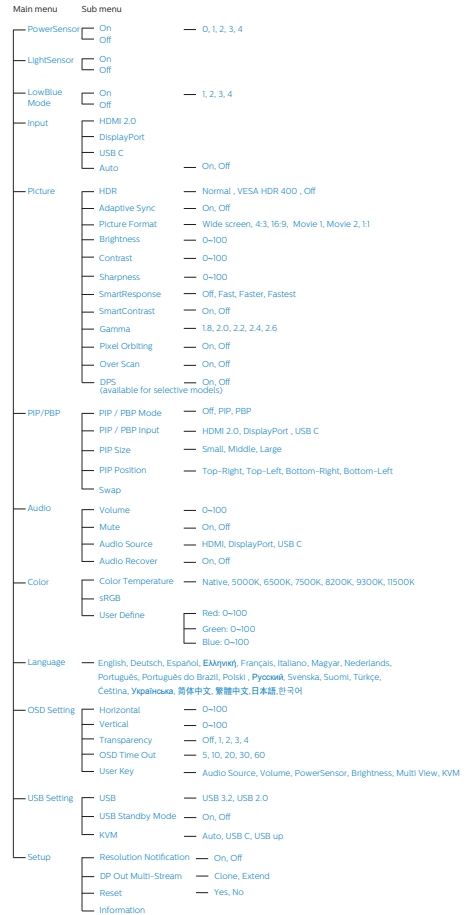 Main menu Sub menu
PowerSensor On 0, 1, 2, 3, 4
Off
LightSensor On
Off
LowBlue Mode On 1, 2, 3, 4
Off
Input HDMI 2.0
DisplayPort
USB C
Auto On, Off
Picture HDR Normal , VESA HDR 400 , Off
Adaptive Sync On, Off
Picture Format Wide screen, 4:3, 16:9, Movie 1, Movie 2, 1:1
Brightness 0~100
Contrast 0~100
Sharpness 0~100
SmartResponse Off, Fast, Faster, Fastest
SmartContrast On, Off
Gamma 1.8, 2.0, 2.2, 2.4, 2.6
Pixel Orbiting On, Off
Over Scan On, Off
DPS On, Off
(available for selective models)
PIP/PBP PIP / PBP Mode Off, PIP, PBP
PIP / PBP Input HDMI 2.0, DisplayPort , USB C
PIP Size Small, Middle, Large
PIP Position Top-Right, Top-Left, Bottom-Right, Bottom-Left
Swap
Audio Volume 0~100
Mute On, Off
Audio Source HDMI, DisplayPort, USB C
Audio Recover On, Off
Color Color Temperature Native, 5000K, 6500K, 7500K, 8200K, 9300K, 11500K
sRGB
User Define Red: 0~100
Green: 0~100
Blue: 0~100
Language English, Deutsch, Español, Ελληνική, Français, Italiano, Magyar, Nederlands,
Português, Português do Brazil, Polski , Русский, Svenska, Suomi, Türkçe,
Čeština, Українська, 简体中文, 繁體中文,日本語,한국어
OSD Setting Horizontal 0~100
Vertical 0~100
Transparency Off, 1, 2, 3, 4
OSD Time Out 5, 10, 20, 30, 60
User Key Audio Source, Volume, PowerSensor, Brightness, Multi View, KVM
USB Setting USB USB 3.2, USB 2.0
USB Standby Mode On, Off
KVM Auto, USB C, USB up
Setup Resolution Notification On, Off
DP Out Multi-Stream Clone, Extend
Reset Yes, No
Information